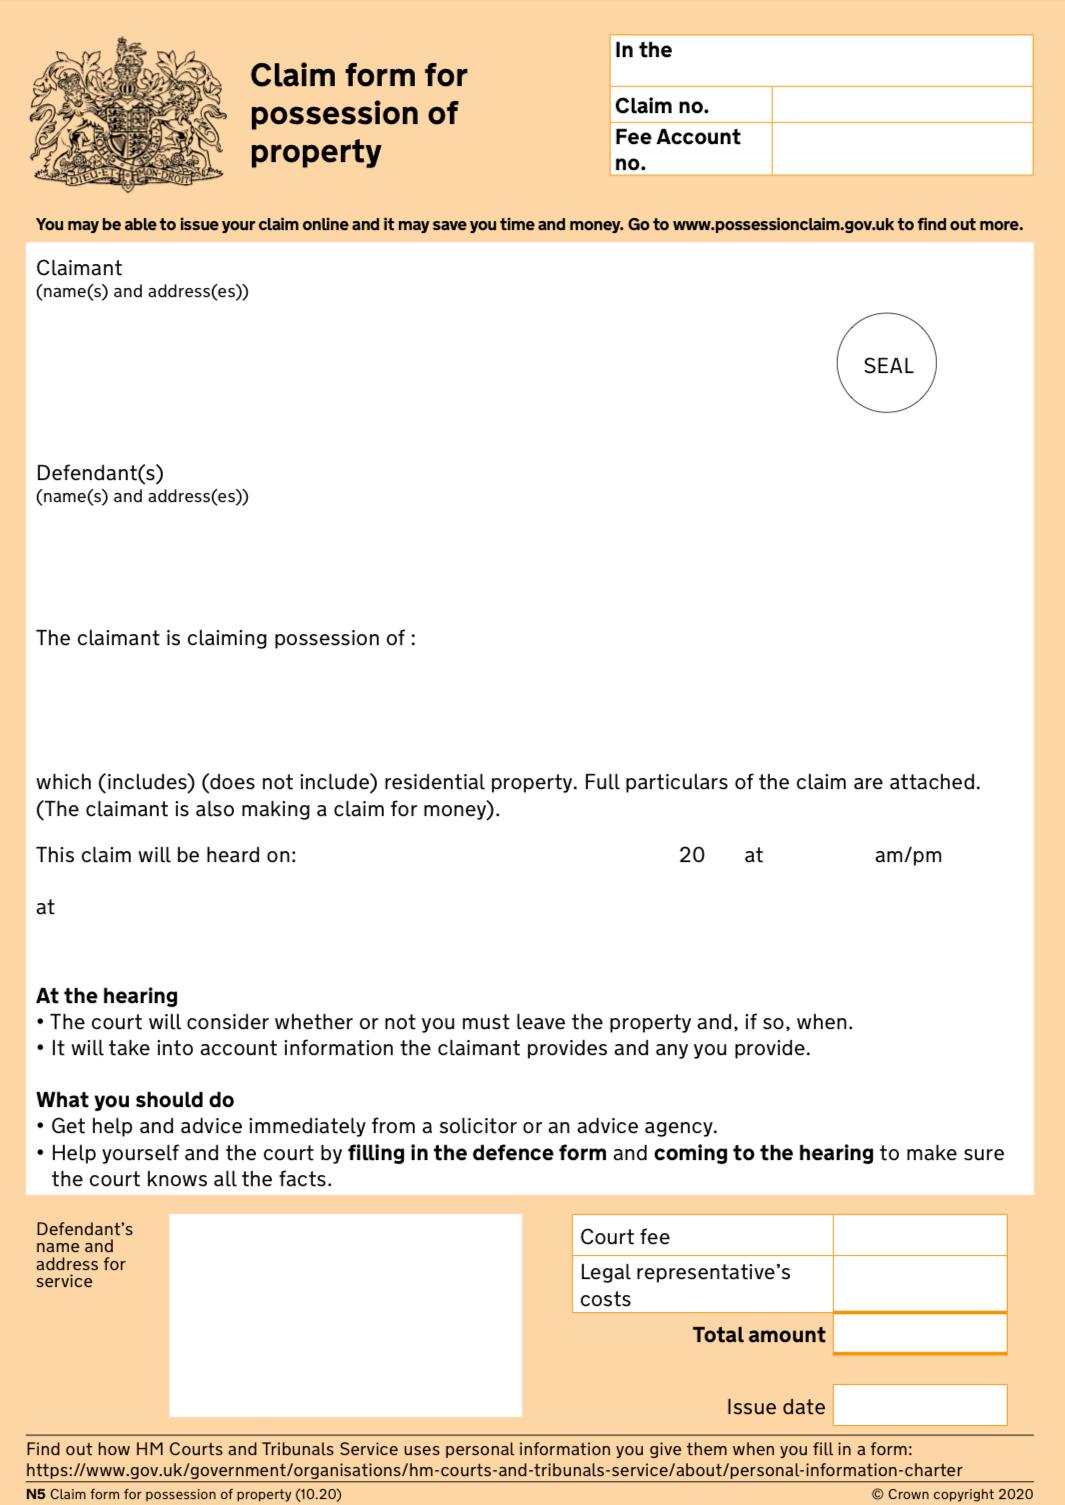 Claim form for
possession of
property
DIEU·ET·MON·DROIT
In the
Claim no.
Fee Account
no.
You may be able to issue your claim online and it may save you time and money. Go to www.possessionclaim.gov.uk to find out more.
Claimant
(name(s) and address(es))
SEAL
Defendant(s)
(name(s) and address(es))
The claimant is claiming possession of :
which (includes) (does not include) residential property. Full particulars of the claim are attached.
(The claimant is also making a claim for money).
This claim will be heard on: 20 at am/pm
at
At the hearing
• The court will consider whether or not you must leave the property and, if so, when.
• It will take into account information the claimant provides and any you provide.
What you should do
• Get help and advice immediately from a solicitor or an advice agency.
• Help yourself and the court by filling in the defence form and coming to the hearing to make sure
the court knows all the facts.
Defendant’s
name and
address for
service
Court fee
Legal representative’s
costs
Total amount
Issue date
Find out how HM Courts and Tribunals Service uses personal information you give them when you fill in a form:
https://www.gov.uk/government/organisations/hm-courts-and-tribunals-service/about/personal-information-charter
N5 Claim form for possession of property (10.20) © Crown copyright 2020